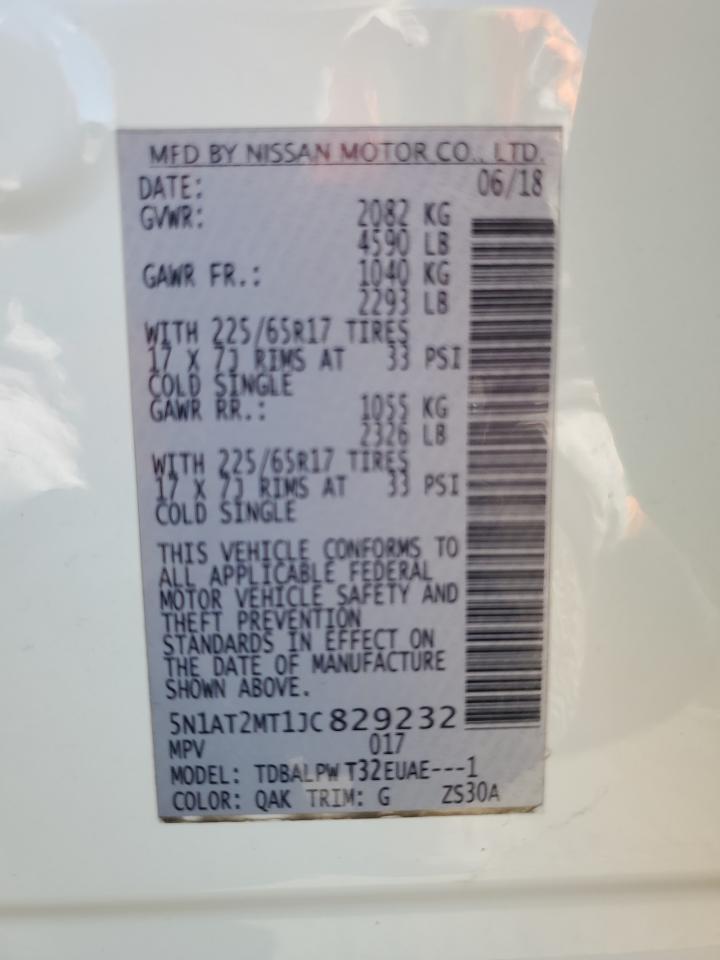 MFD BY NISSAN MOTOR CO., LTD.
DATE: 06/18
GVWR: 2082 KG
4590 LB
GAWR FR.: 1040 KG
2293 LB
WITH 225/65R17 TIRES
17 X 7J RIMS AT 33 PSI
COLD SINGLE
GAWR RR.: 1055 KG
2326 LB
WITH 225/65R17 TIRES
17 X 7J RIMS AT 33 PSI
COLD SINGLE
THIS VEHICLE CONFORMS TO
ALL APPLICABLE FEDERAL
MOTOR VEHICLE SAFETY AND
THEFT PREVENTION
STANDARDS IN EFFECT ON
THE DATE OF MANUFACTURE
SHOWN ABOVE.
5N1AT2MT1JC829232
MPV 017
MODEL: TDBALPW T32EUAE---1
COLOR: QAK TRIM: G ZS30A